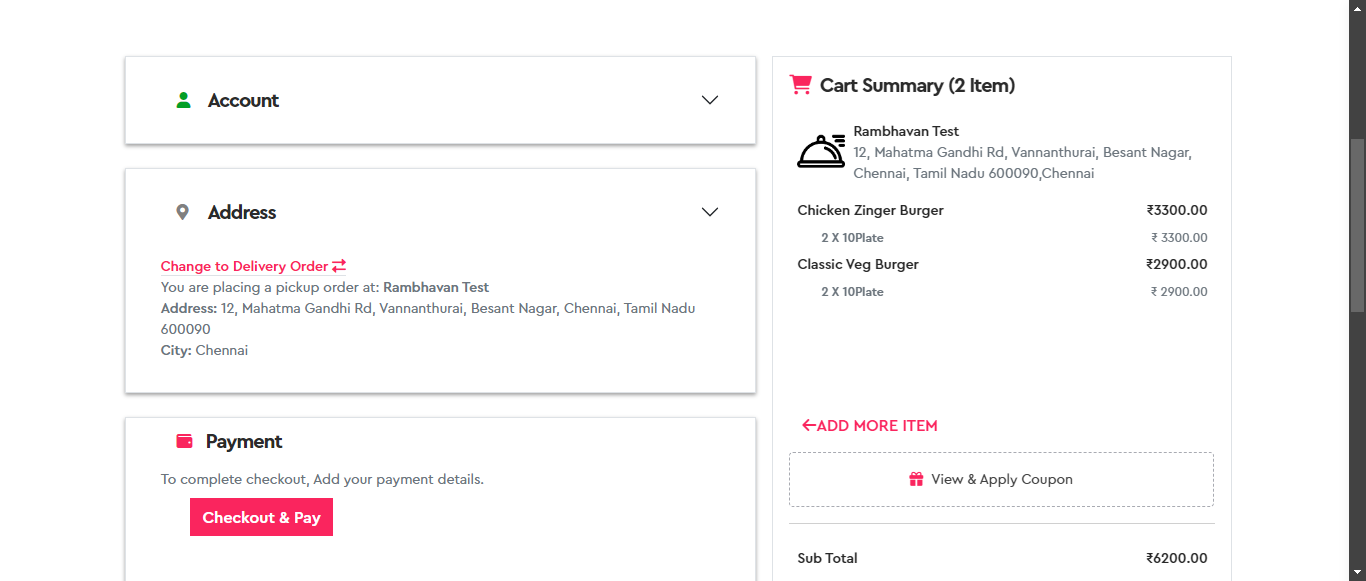 Account
Address
Change to Delivery Order
You are placing a pickup order at: Rambhavan Test
Address: 12, Mahatma Gandhi Rd, Vannanthurai, Besant Nagar, Chennai, Tamil Nadu
600090
City: Chennai
Payment
To complete checkout, Add your payment details.
Checkout & Pay
Cart Summary (2 Item)
Rambhavan Test
12, Mahatma Gandhi Rd, Vannanthurai, Besant Nagar,
Chennai, Tamil Nadu 600090,Chennai
Chicken Zinger Burger ₹3300.00
2 X 10Plate ₹ 3300.00
Classic Veg Burger ₹2900.00
2 X 10Plate ₹ 2900.00
ADD MORE ITEM
View & Apply Coupon
Sub Total ₹6200.00